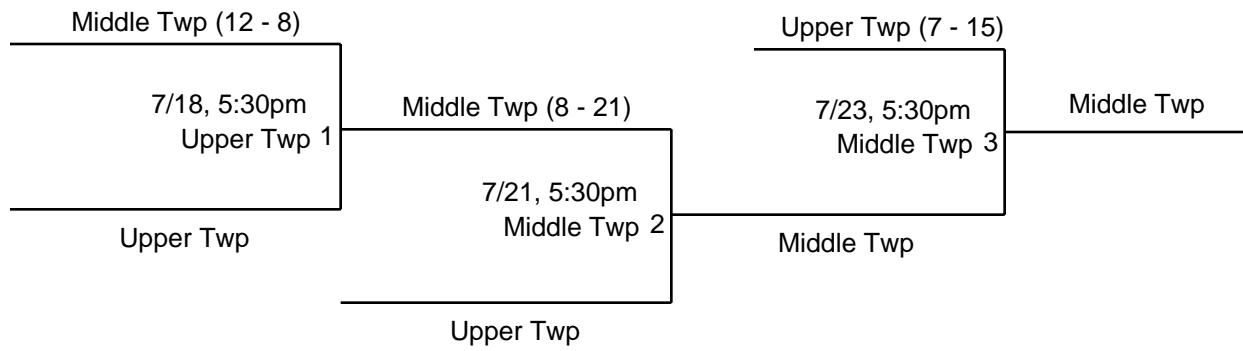 Middle Twp (12 - 8)
7/18, 5:30pm
Upper Twp 1
Upper Twp
Middle Twp (8 - 21)
7/21, 5:30pm
Middle Twp 2
Upper Twp
Upper Twp (7 - 15)
7/23, 5:30pm
Middle Twp 3
Middle Twp
Middle Twp